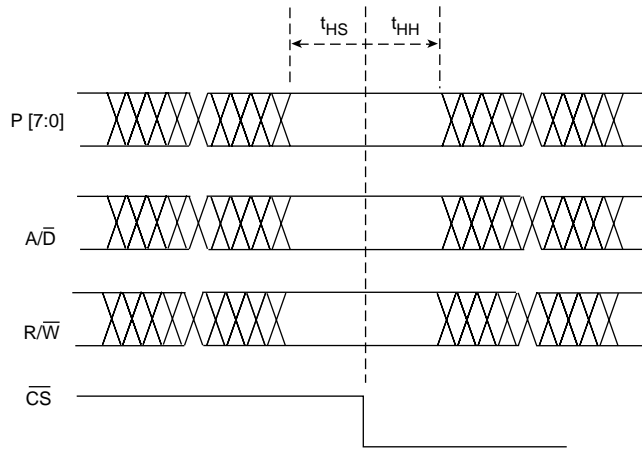 tHS tHH
P [7:0]
A/D̅
R/W̅
C̅S̅